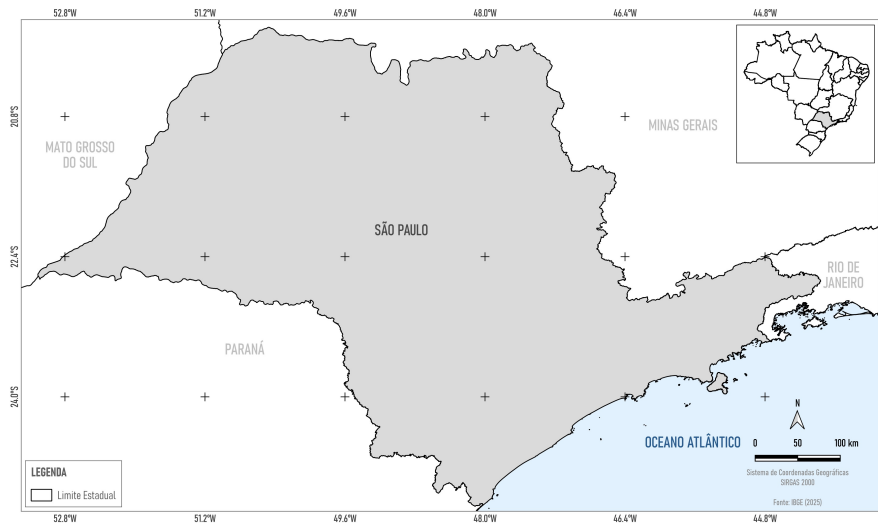 52.8°W 51.2°W 49.6°W 48.0°W 46.4°W 44.8°W
20.8°S
MINAS GERAIS
MATO GROSSO
DO SUL
SÃO PAULO
22.4°S
RIO DE
JANEIRO
PARANÁ
24.0°S
N
OCEANO ATLÂNTICO
0 50 100 km
LEGENDA
Limite Estadual
Sistema de Coordenadas Geográficas
SIRGAS 2000
Fonte: IBGE (2025)
52.8°W 51.2°W 49.6°W 48.0°W 46.4°W 44.8°W